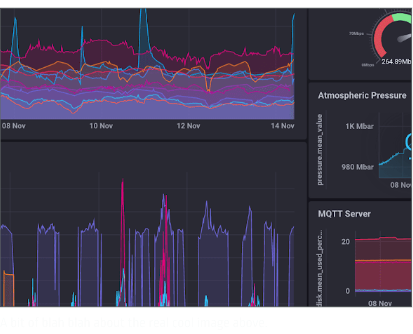 264.89Mb
08 Nov
10 Nov
12 Nov
14 Nov
Atmospheric Pressure
pressure.mean_value
1K Mbar
980 Mbar
08 Nov
MQTT Server
disk.mean_used_perc...
20
0
08 Nov